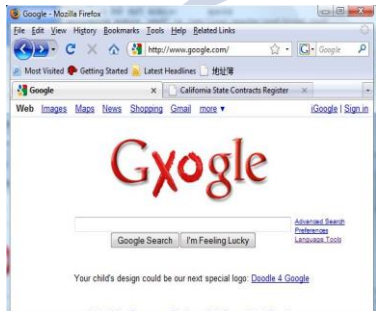 Google - Mozilla Firefox
File Edit View History Bookmarks Tools Help Related Links
http://www.google.com/ Google
Most Visited Getting Started Latest Headlines 地址簿
Google California State Contracts Register
Web Images Maps News Shopping Gmail more ▼ iGoogle | Sign in
Gxogle
Advanced Search
Preferences
Language Tools
Google Search I'm Feeling Lucky
Your child's design could be our next special logo: Doodle 4 Google